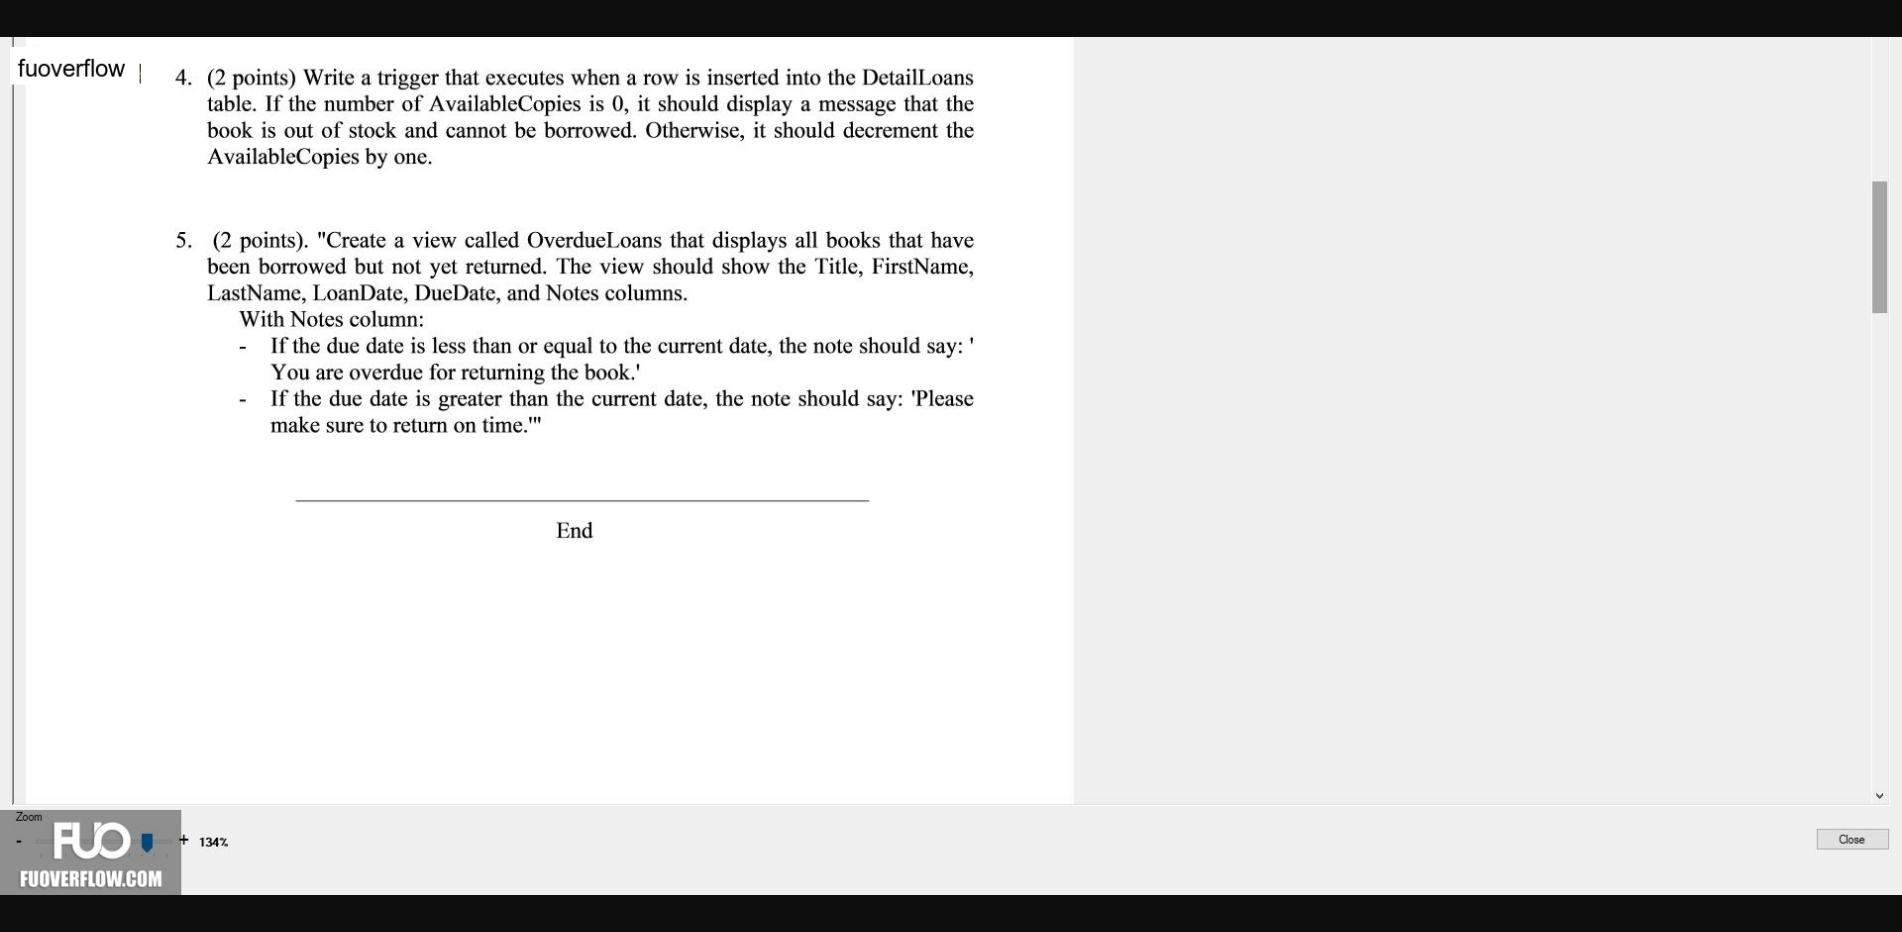 fuoverflow
4. (2 points) Write a trigger that executes when a row is inserted into the DetailLoans
table. If the number of AvailableCopies is 0, it should display a message that the
book is out of stock and cannot be borrowed. Otherwise, it should decrement the
AvailableCopies by one.
5. (2 points). "Create a view called OverdueLoans that displays all books that have
been borrowed but not yet returned. The view should show the Title, FirstName,
LastName, LoanDate, DueDate, and Notes columns.
With Notes column:
- If the due date is less than or equal to the current date, the note should say: '
You are overdue for returning the book.'
- If the due date is greater than the current date, the note should say: 'Please
make sure to return on time.'"
End
Zoom
- + 134%
FUO
FUOVERFLOW.COM
Close